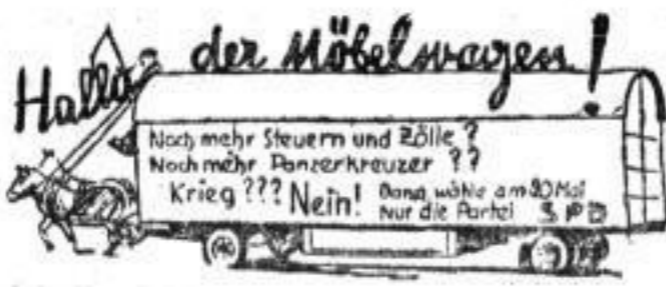 Hallo der Möbelwagen!
Noch mehr Steuern und Zölle?
Noch mehr Panzerkreuzer ??
Krieg ??? Nein! Dann wähle am 20 Mai
Nur die Partei SPD